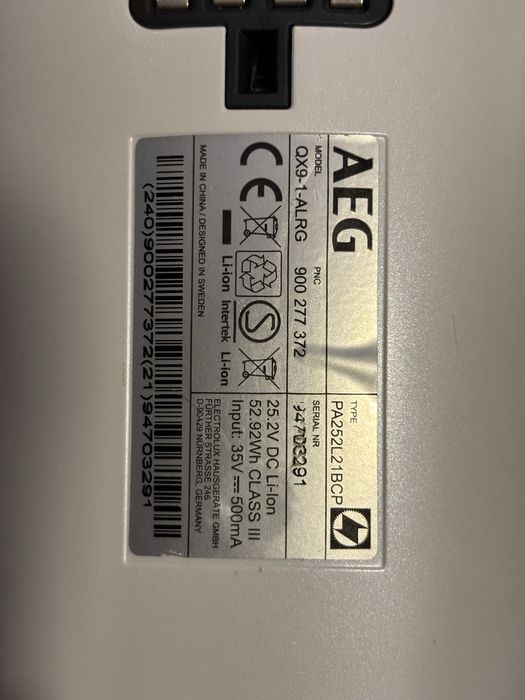 AEG
TYPE
PA252L21BCP
MODEL
QX9-1-ALRG
PNC
900 277 372
SERIAL NR
94703291
Li-Ion
Intertek
Li-Ion
S
25.2V DC Li-Ion
52.92Wh CLASS III
Input: 35V ⎓ 500mA
MADE IN CHINA / DESIGNED IN SWEDEN
ELECTROLUX HAUSGERÄTE GMBH
FÜRTHER STRASSE 246
D-90429 NÜRNBERG, GERMANY
(240)900277372(21)94703291